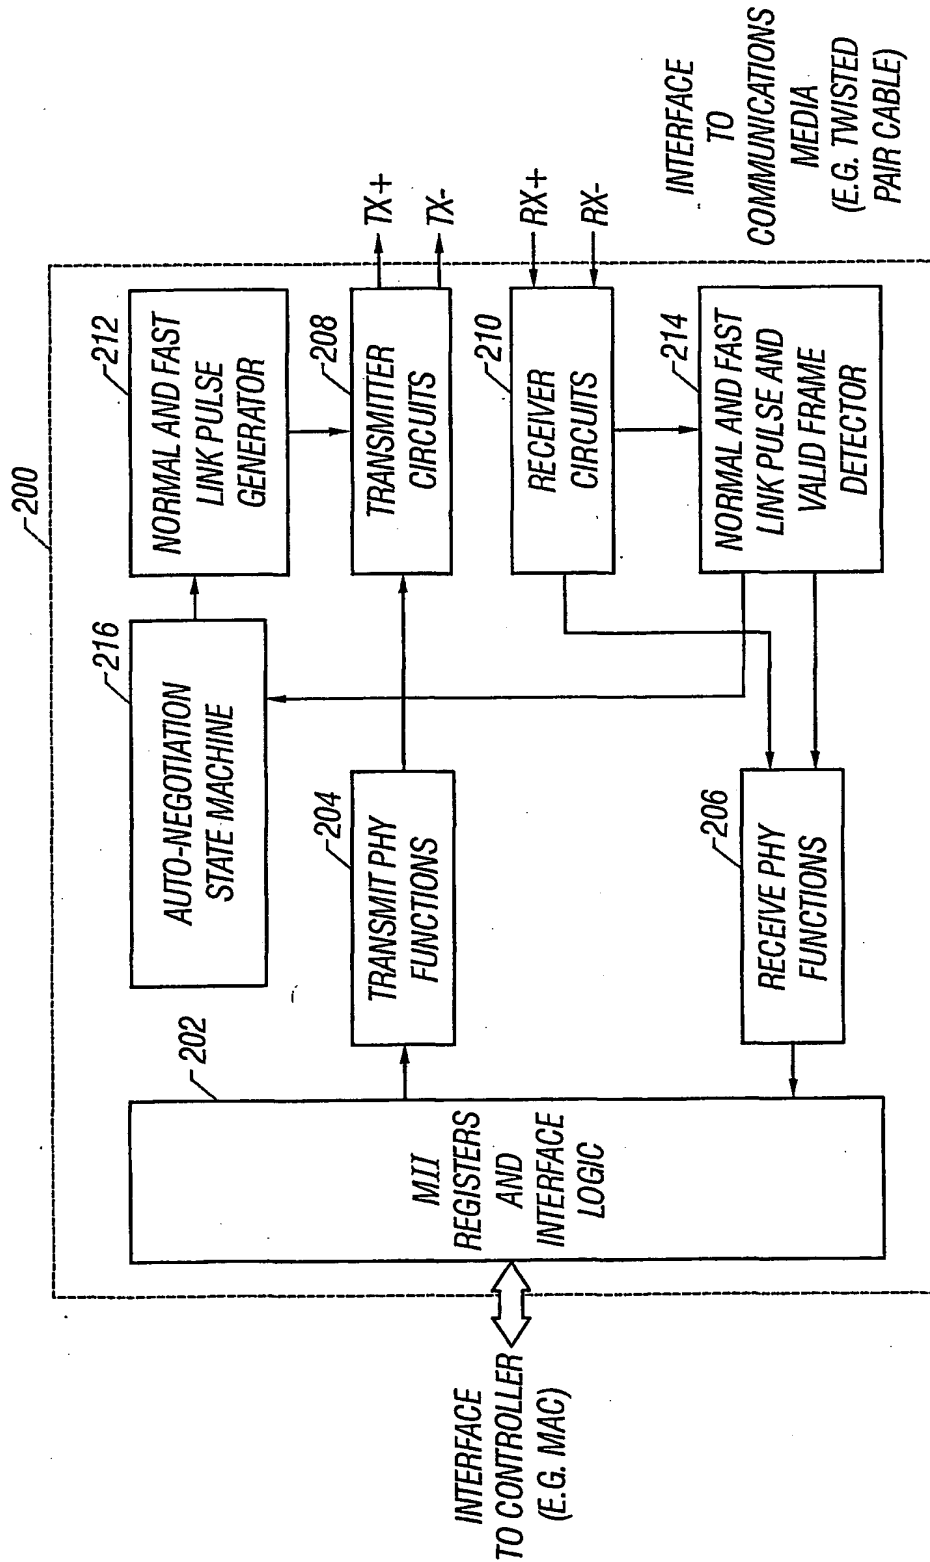 200
212
NORMAL AND FAST
LINK PULSE
GENERATOR
216
AUTO-NEGOTIATION
STATE MACHINE
208
TRANSMITTER
CIRCUITS
TX+
TX-
204
TRANSMIT PHY
FUNCTIONS
202
MII
REGISTERS
AND
INTERFACE
LOGIC
INTERFACE
TO CONTROLLER
(E.G. MAC)
210
RECEIVER
CIRCUITS
RX+
RX-
214
NORMAL AND FAST
LINK PULSE AND
VALID FRAME
DETECTOR
206
RECEIVE PHY
FUNCTIONS
INTERFACE
TO
COMMUNICATIONS
MEDIA
(E.G. TWISTED
PAIR CABLE)